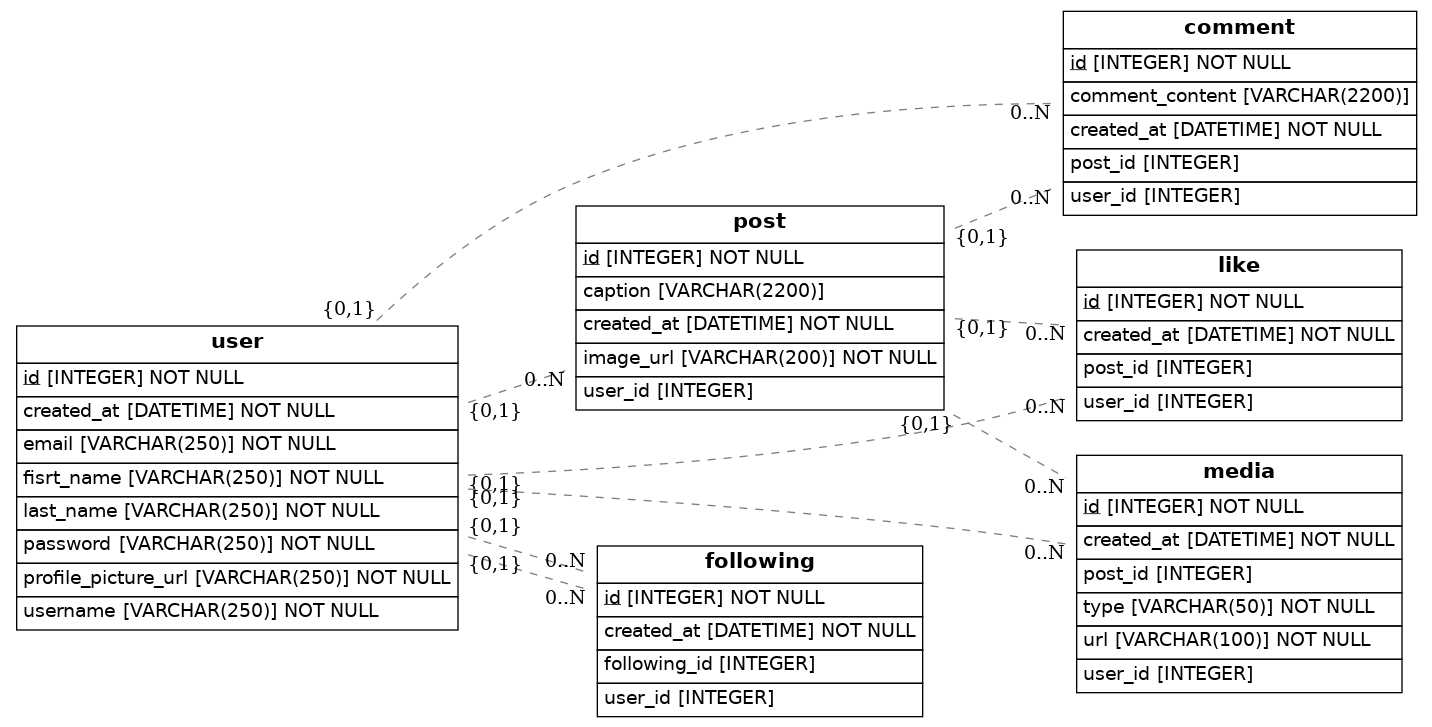 user
id [INTEGER] NOT NULL
created_at [DATETIME] NOT NULL
email [VARCHAR(250)] NOT NULL
fisrt_name [VARCHAR(250)] NOT NULL
last_name [VARCHAR(250)] NOT NULL
password [VARCHAR(250)] NOT NULL
profile_picture_url [VARCHAR(250)] NOT NULL
username [VARCHAR(250)] NOT NULL
{0,1}
{0,1}
{0,1}
{0,1}
{0,1}
{0,1}
0..N
0..N
0..N
post
id [INTEGER] NOT NULL
caption [VARCHAR(2200)]
created_at [DATETIME] NOT NULL
image_url [VARCHAR(200)] NOT NULL
user_id [INTEGER]
{0,1}
{0,1}
{0,1}
following
id [INTEGER] NOT NULL
created_at [DATETIME] NOT NULL
following_id [INTEGER]
user_id [INTEGER]
0..N
0..N
0..N
0..N
0..N
0..N
comment
id [INTEGER] NOT NULL
comment_content [VARCHAR(2200)]
created_at [DATETIME] NOT NULL
post_id [INTEGER]
user_id [INTEGER]
like
id [INTEGER] NOT NULL
created_at [DATETIME] NOT NULL
post_id [INTEGER]
user_id [INTEGER]
media
id [INTEGER] NOT NULL
created_at [DATETIME] NOT NULL
post_id [INTEGER]
type [VARCHAR(50)] NOT NULL
url [VARCHAR(100)] NOT NULL
user_id [INTEGER]